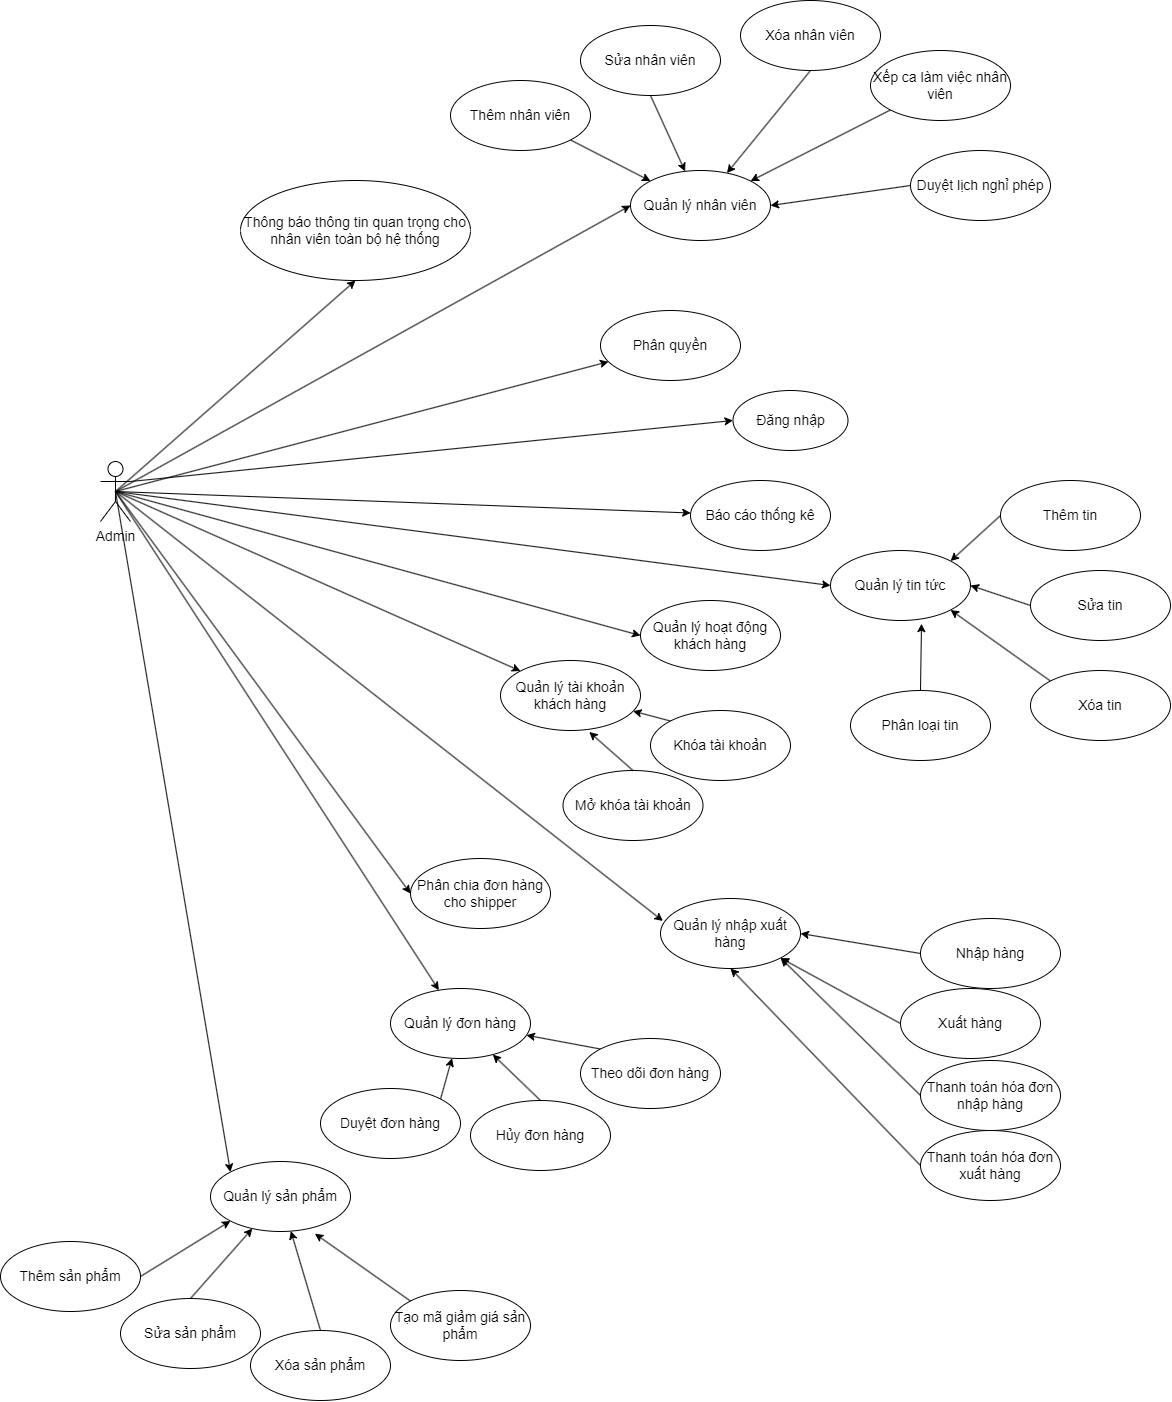 Xóa nhân viên
Sửa nhân viên
Xếp ca làm việc nhân
viên
Thêm nhân viên
Duyệt lịch nghỉ phép
Quản lý nhân viên
Thông báo thông tin quan trọng cho
nhân viên toàn bộ hệ thống
Phân quyền
Đăng nhập
Admin
Báo cáo thống kê
Thêm tin
Quản lý tin tức
Sửa tin
Quản lý hoạt động
khách hàng
Quản lý tài khoản
khách hàng
Xóa tin
Phân loại tin
Khóa tài khoản
Mở khóa tài khoản
Phân chia đơn hàng
cho shipper
Quản lý nhập xuất
hàng
Nhập hàng
Quản lý đơn hàng
Xuất hàng
Theo dõi đơn hàng
Thanh toán hóa đơn
nhập hàng
Duyệt đơn hàng
Hủy đơn hàng
Thanh toán hóa đơn
xuất hàng
Quản lý sản phẩm
Thêm sản phẩm
Tạo mã giảm giá sản
phẩm
Sửa sản phẩm
Xóa sản phẩm